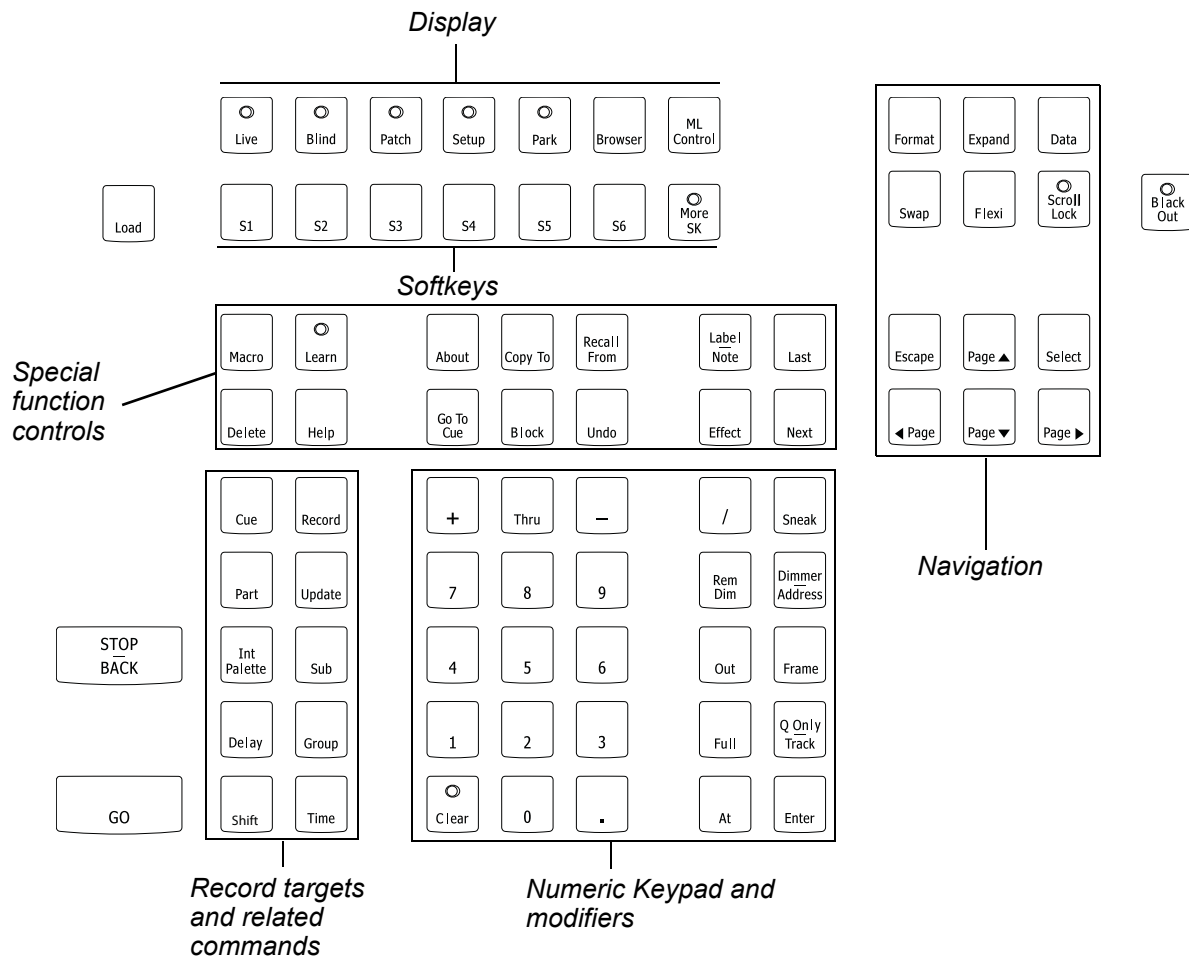 Display
Live
Blind
Patch
Setup
Park
Browser
ML
Control
Load
S1
S2
S3
S4
S5
S6
More
SK
Softkeys
Format
Expand
Data
Swap
Flexi
Scroll
Lock
Black
Out
Escape
Page ▲
Select
◀ Page
Page ▼
Page ▶
Navigation
Special
function
controls
Macro
Learn
About
Copy To
Recall
From
Label
Note
Last
Delete
Help
Go To
Cue
Block
Undo
Effect
Next
Cue
Record
Part
Update
Int
Palette
Sub
Delay
Group
Shift
Time
STOP
BACK
GO
Record targets
and related
commands
+
Thru
–
/
Sneak
7
8
9
Rem
Dim
Dimmer
Address
4
5
6
Out
Frame
1
2
3
Full
Q Only
Track
Clear
0
.
At
Enter
Numeric Keypad and
modifiers